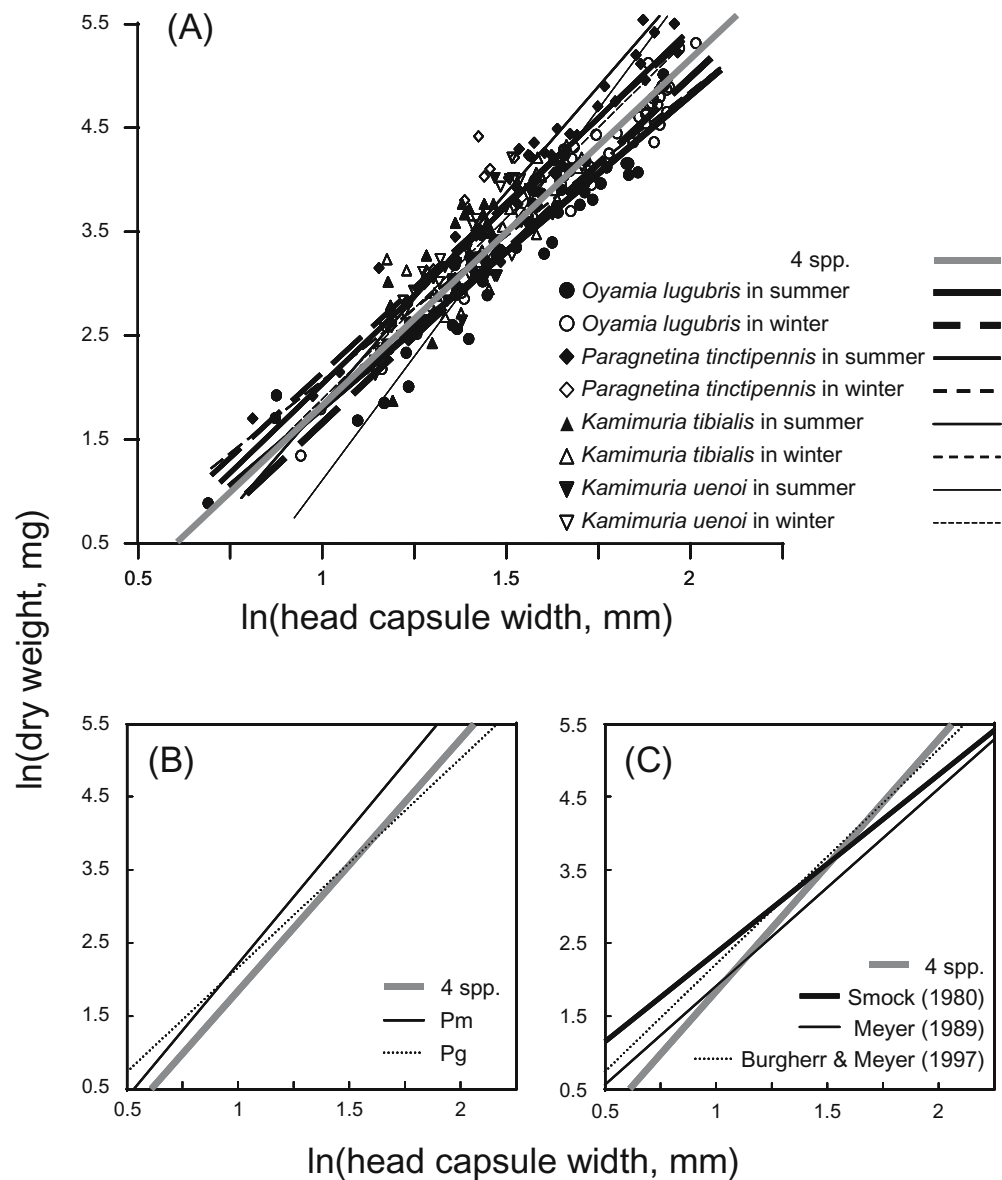 (A)
5.5
4.5
3.5
2.5
1.5
0.5
0.5 1 1.5 2
ln(head capsule width, mm)
4 spp.
Oyamia lugubris in summer
Oyamia lugubris in winter
Paragnetina tinctipennis in summer
Paragnetina tinctipennis in winter
Kamimuria tibialis in summer
Kamimuria tibialis in winter
Kamimuria uenoi in summer
Kamimuria uenoi in winter
ln(dry weight, mg)
(B)
5.5
4.5
3.5
2.5
1.5
0.5
0.5 1 1.5 2
4 spp.
Pm
Pg
(C)
5.5
4.5
3.5
2.5
1.5
0.5
0.5 1 1.5 2
4 spp.
Smock (1980)
Meyer (1989)
Burgherr & Meyer (1997)
ln(head capsule width, mm)